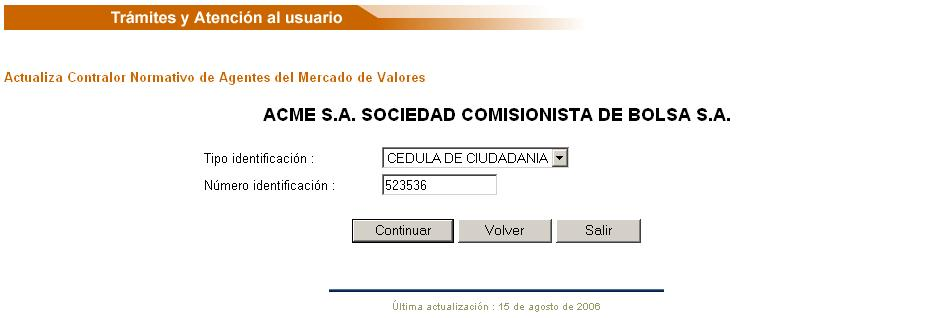 Trámites y Atención al usuario
Actualiza Contralor Normativo de Agentes del Mercado de Valores
ACME S.A. SOCIEDAD COMISIONISTA DE BOLSA S.A.
Tipo identificación : CEDULA DE CIUDADANIA
Número identificación : 523536
Continuar Volver Salir
Última actualización : 15 de agosto de 2006